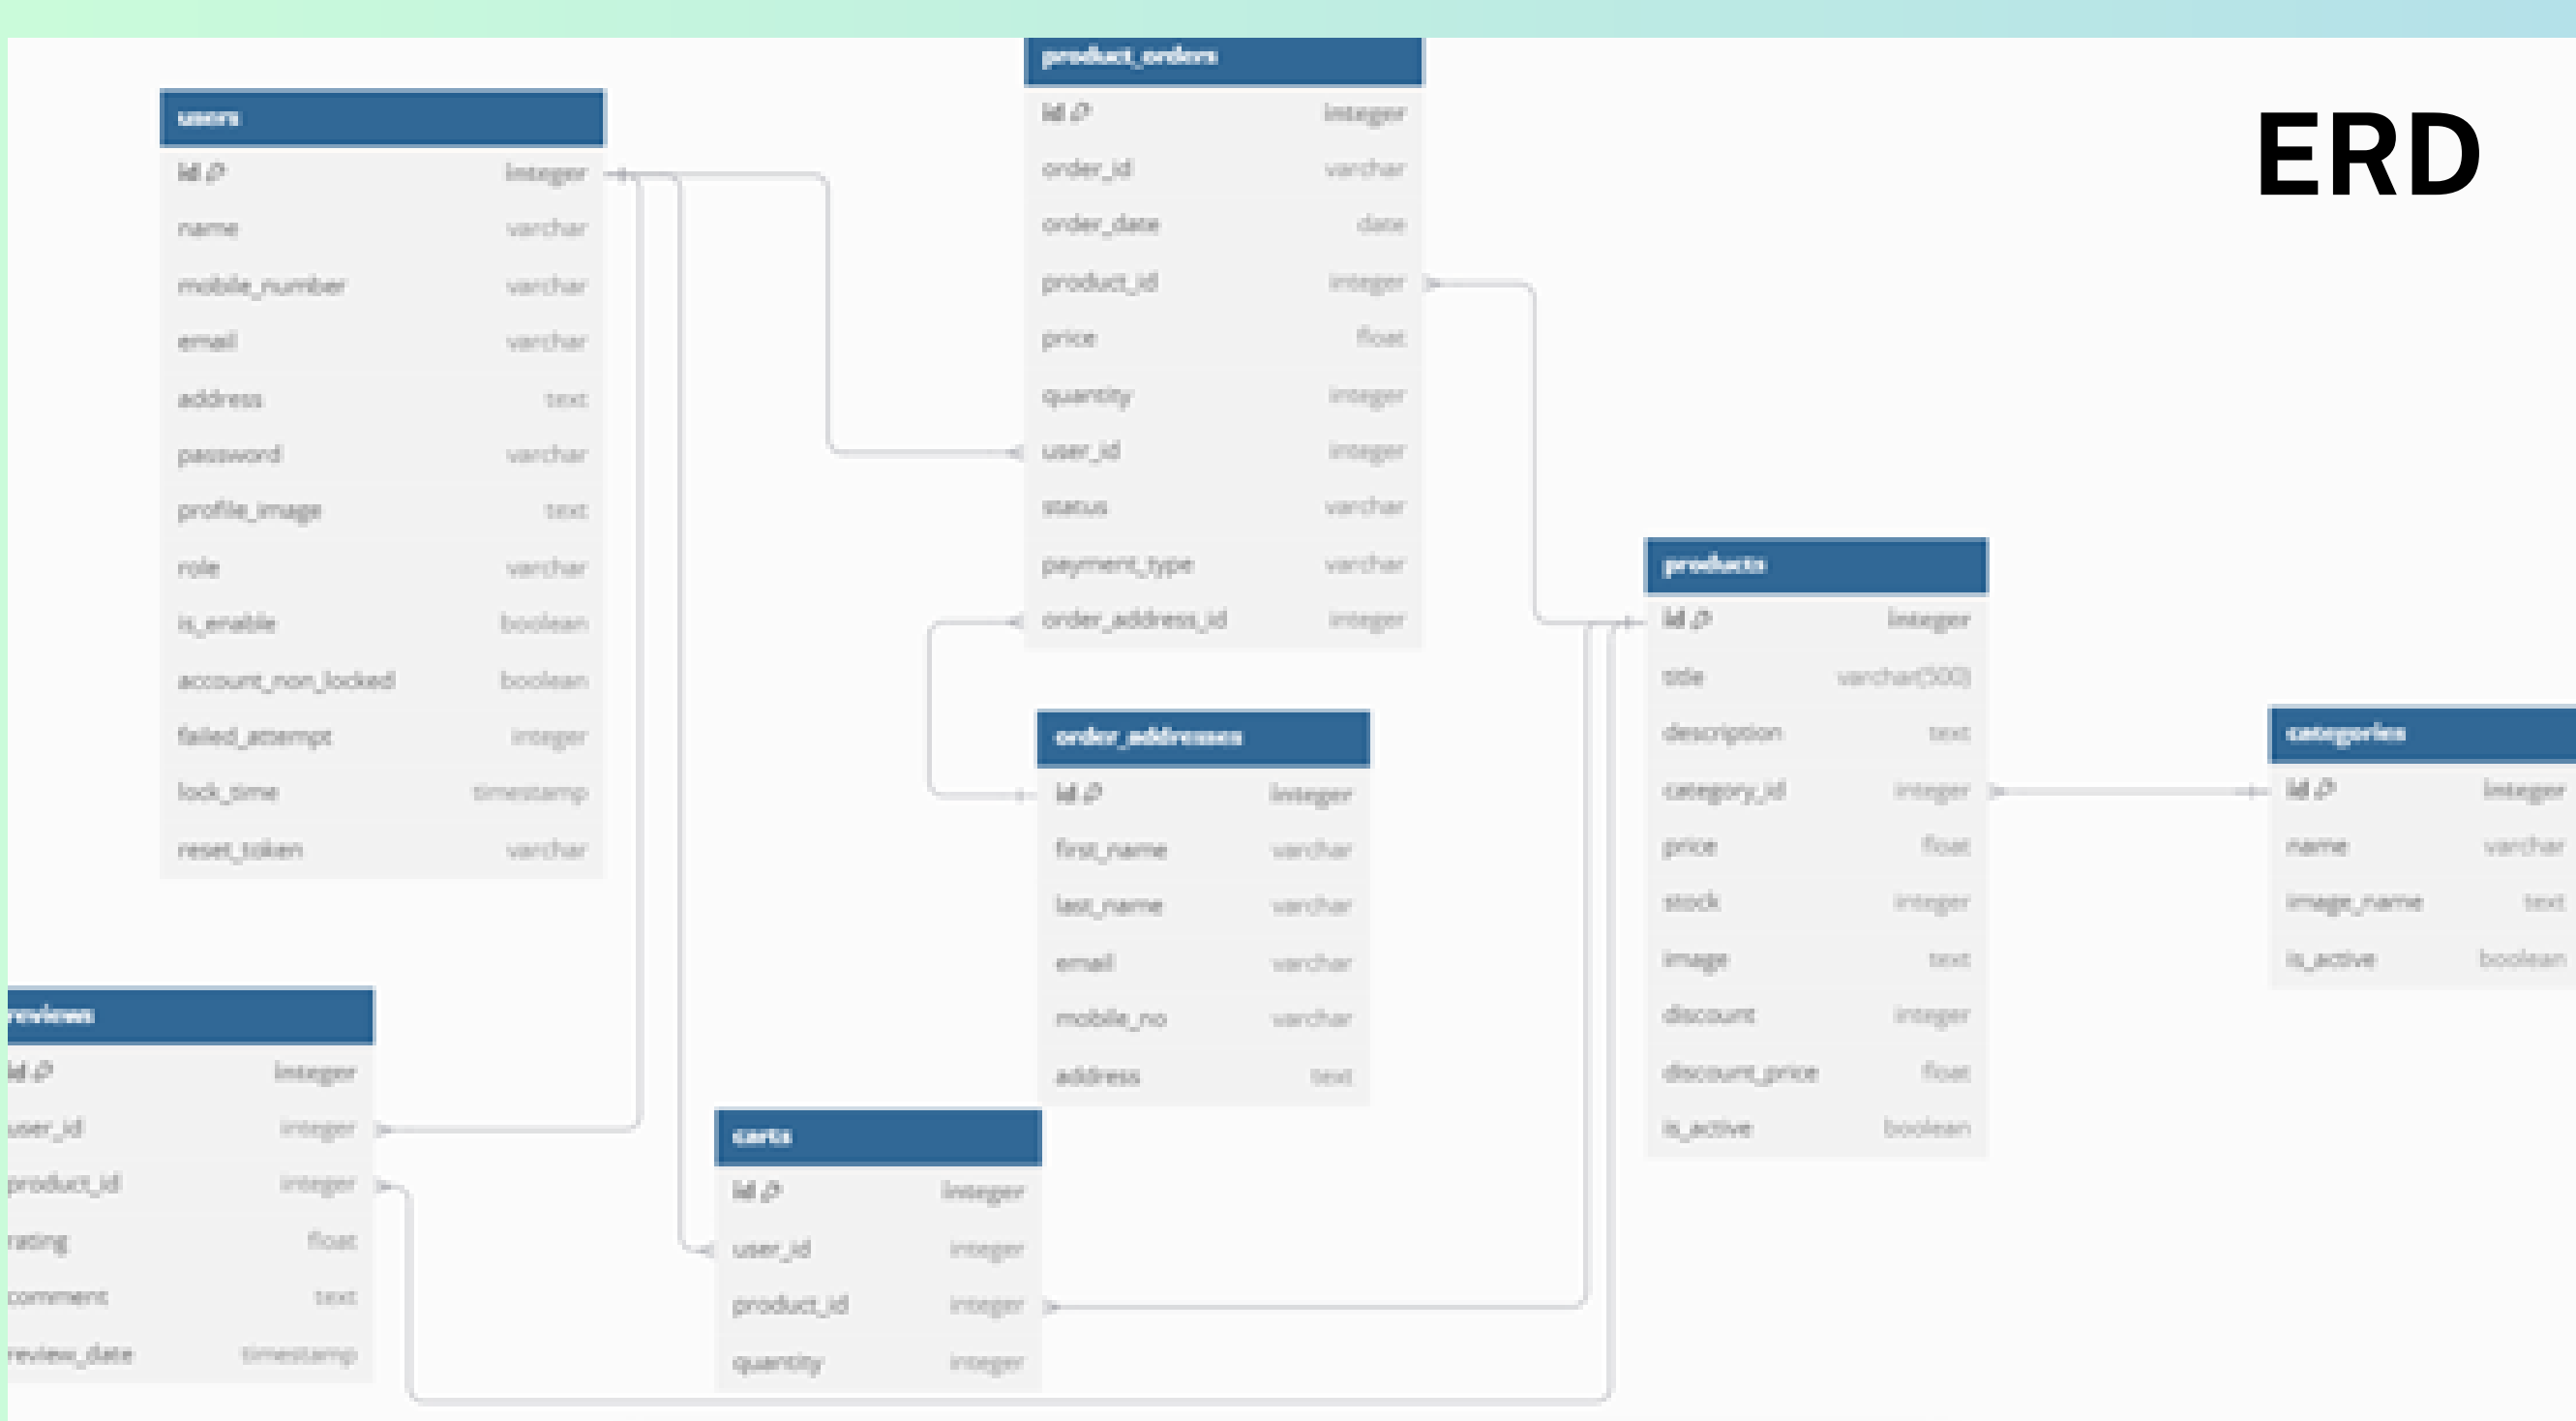 ERD
users
id integer
name varchar
mobile_number varchar
email varchar
address text
password varchar
profile_image text
role varchar
is_enable boolean
account_non_locked boolean
failed_attempt integer
lock_time timestamp
reset_token varchar
product_orders
id integer
order_id varchar
order_date date
product_id integer
price float
quantity integer
user_id integer
status varchar
payment_type varchar
order_address_id integer
order_addresses
id integer
first_name varchar
last_name varchar
email varchar
mobile_no varchar
address text
products
id integer
title varchar(500)
description text
category_id integer
price float
stock integer
image text
discount integer
discount_price float
is_active boolean
categories
id integer
name varchar
image_name text
is_active boolean
reviews
id integer
user_id integer
product_id integer
rating float
comment text
review_date timestamp
carts
id integer
user_id integer
product_id integer
quantity integer